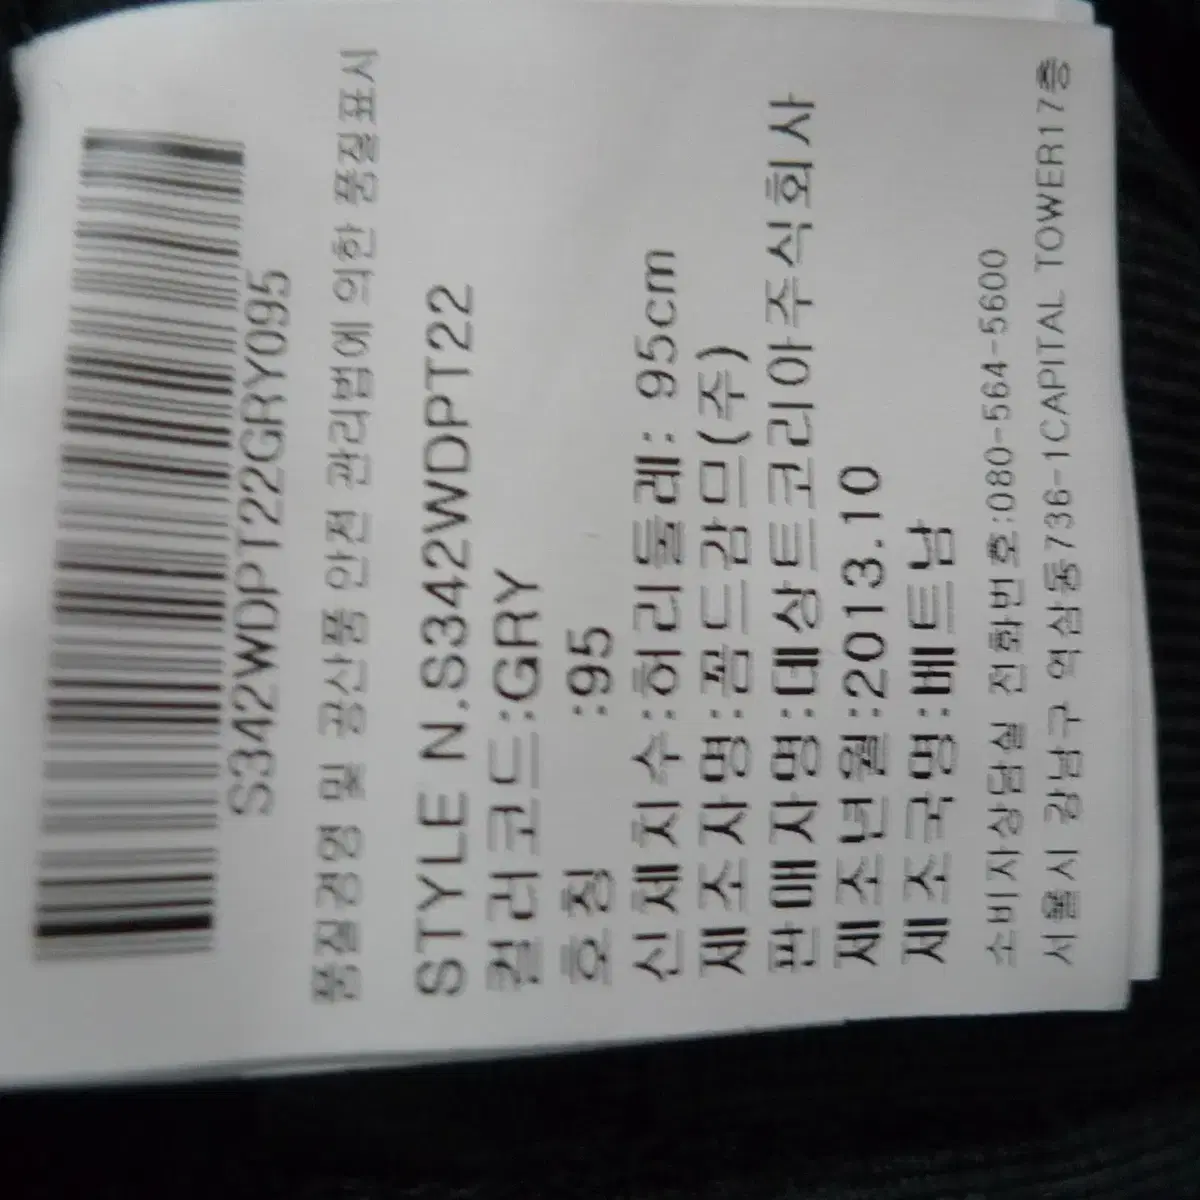 S342WDPT22GRY095
품질경영 및 공산품 안전 관리법에 의한 품질표시
STYLE N.S342WDPT22
컬러코드:GRY
호칭 :95
신체치수:허리둘레: 95cm
제조자명:폼드감므(주)
판매자명:데상트코리아주식회사
제조년월:2013.10
제조국명:베트남
소비자상담실 전화번호:080-564-5600
서울시 강남구 역삼동736-1CAPITAL TOWER17층